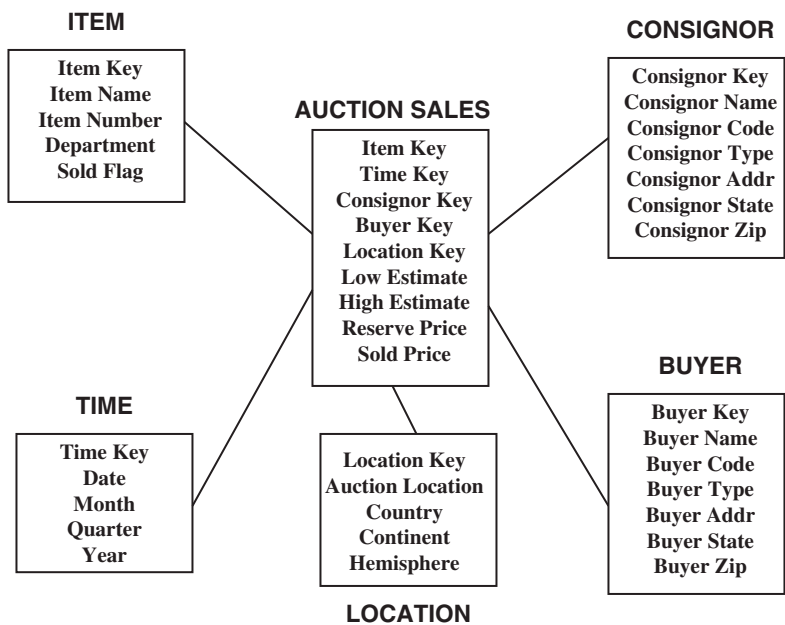 ITEM
Item Key
Item Name
Item Number
Department
Sold Flag
AUCTION SALES
Item Key
Time Key
Consignor Key
Buyer Key
Location Key
Low Estimate
High Estimate
Reserve Price
Sold Price
CONSIGNOR
Consignor Key
Consignor Name
Consignor Code
Consignor Type
Consignor Addr
Consignor State
Consignor Zip
TIME
Time Key
Date
Month
Quarter
Year
Location Key
Auction Location
Country
Continent
Hemisphere
LOCATION
BUYER
Buyer Key
Buyer Name
Buyer Code
Buyer Type
Buyer Addr
Buyer State
Buyer Zip